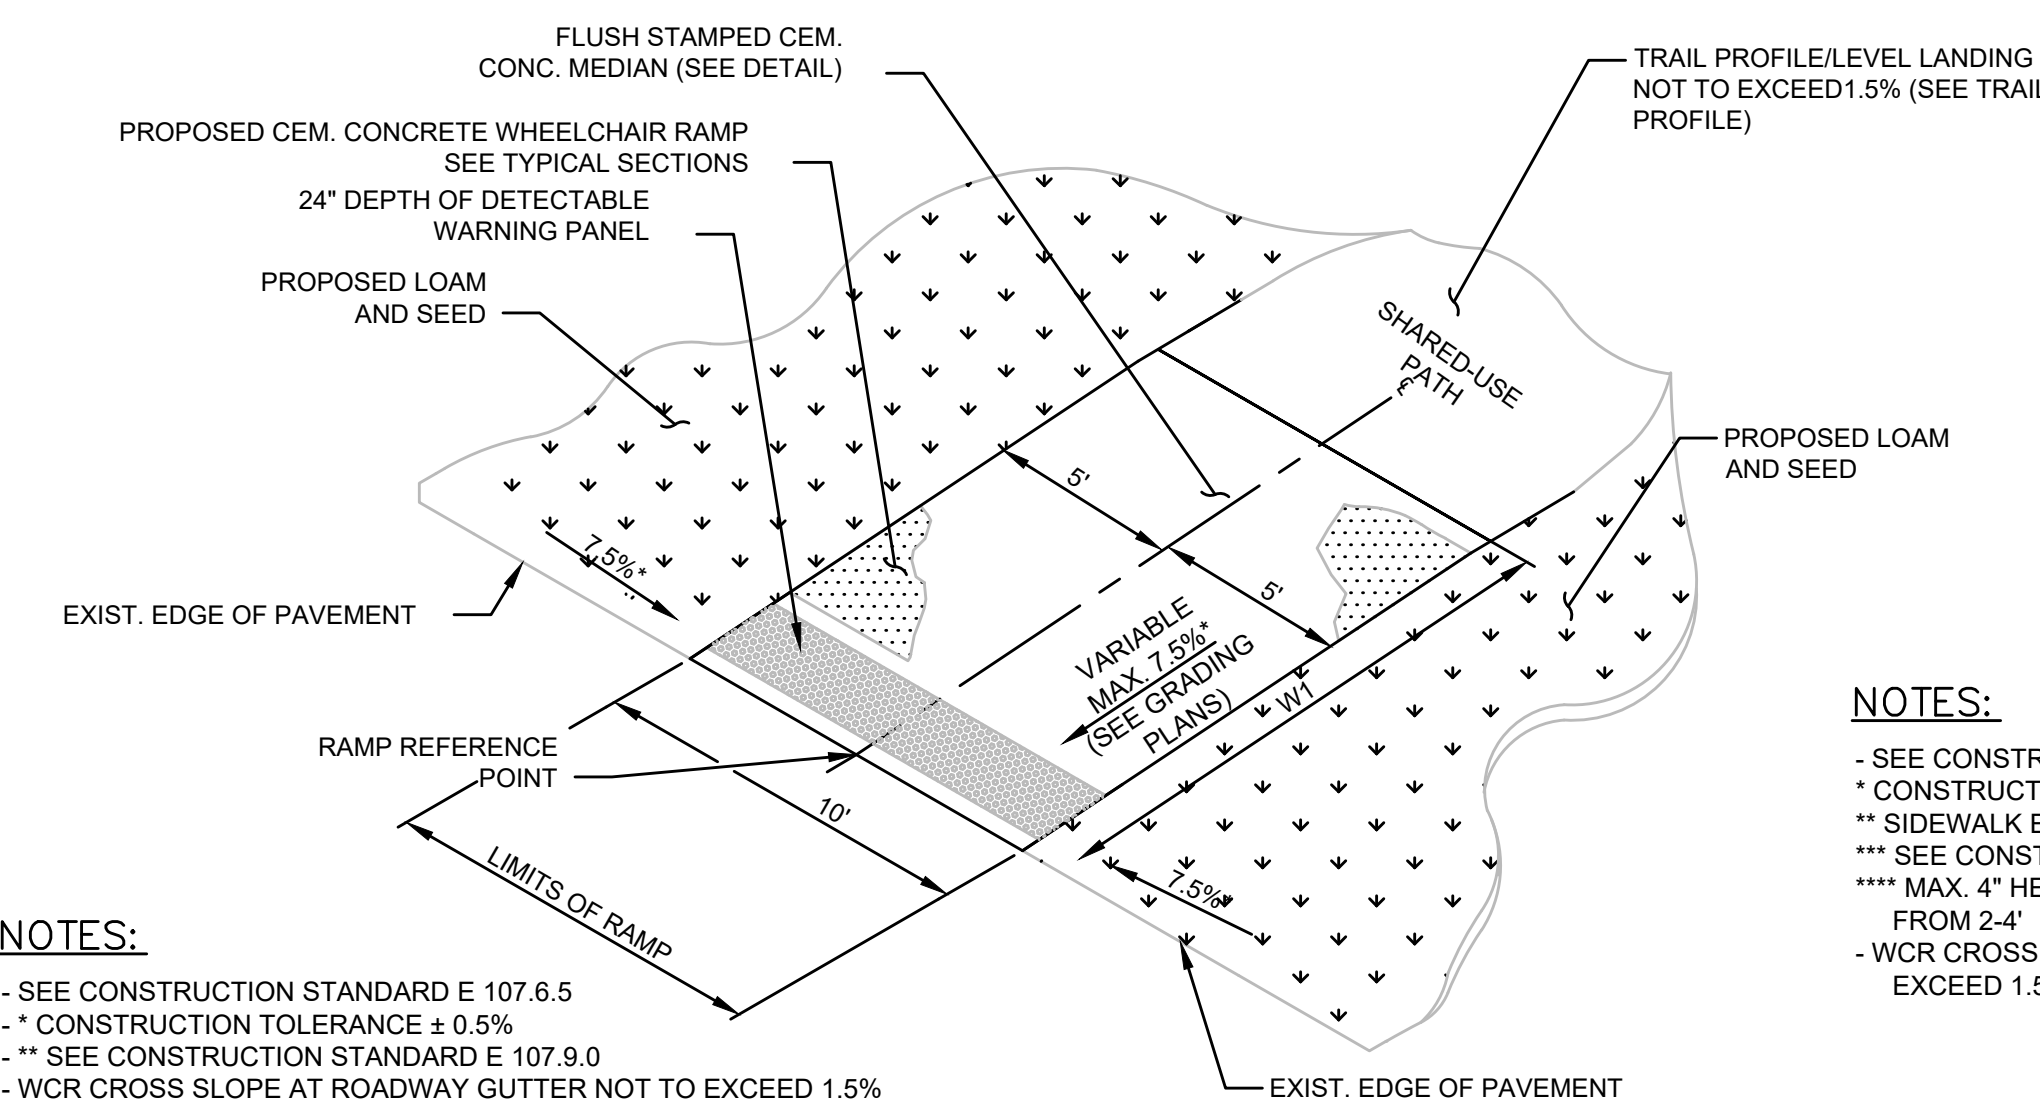 FLUSH STAMPED CEM.
CONC. MEDIAN (SEE DETAIL)
TRAIL PROFILE/LEVEL LANDING
NOT TO EXCEED1.5% (SEE TRAIL
PROFILE)
PROPOSED CEM. CONCRETE WHEELCHAIR RAMP
SEE TYPICAL SECTIONS
24" DEPTH OF DETECTABLE
WARNING PANEL
PROPOSED LOAM
AND SEED
SHARED-USE
PATH
℄
PROPOSED LOAM
AND SEED
5'
5'
7.5%*
EXIST. EDGE OF PAVEMENT
VARIABLE
MAX. 7.5%*
(SEE GRADING
PLANS)
W1
RAMP REFERENCE
POINT
10'
LIMITS OF RAMP
7.5%*
EXIST. EDGE OF PAVEMENT
NOTES:
- SEE CONSTRUCTION STANDARD E 107.6.5
- * CONSTRUCTION TOLERANCE ± 0.5%
- ** SEE CONSTRUCTION STANDARD E 107.9.0
- WCR CROSS SLOPE AT ROADWAY GUTTER NOT TO EXCEED 1.5%
NOTES:
- SEE CONSTR
* CONSTRUCT
** SIDEWALK E
*** SEE CONST
**** MAX. 4" HE
FROM 2-4'
- WCR CROSS
EXCEED 1.5